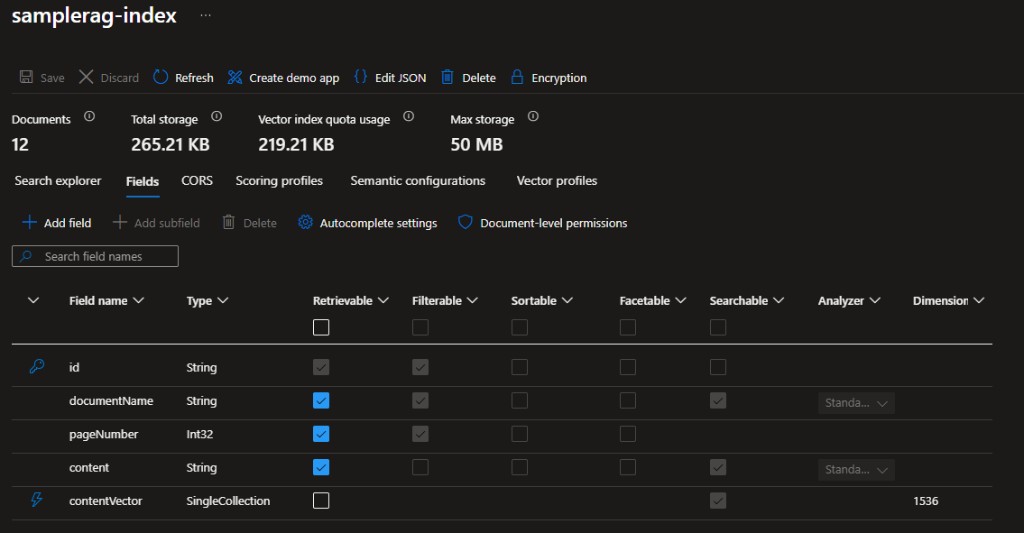 samplerag-index ...
Save Discard Refresh Create demo app Edit JSON Delete Encryption
Documents Total storage Vector index quota usage Max storage
12 265.21 KB 219.21 KB 50 MB
Search explorer Fields CORS Scoring profiles Semantic configurations Vector profiles
Add field Add subfield Delete Autocomplete settings Document-level permissions
Search field names
Field name Type Retrievable Filterable Sortable Facetable Searchable Analyzer Dimension
id String
documentName String Standa...
pageNumber Int32
content String Standa...
contentVector SingleCollection 1536